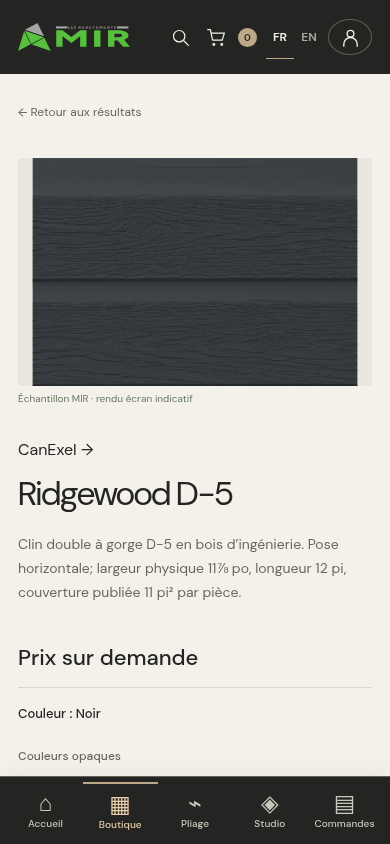 LES REVÊTEMENTS
MIR
0
FR
EN
← Retour aux résultats
Échantillon MIR · rendu écran indicatif
CanExel →
Ridgewood D-5
Clin double à gorge D-5 en bois d’ingénierie. Pose
horizontale; largeur physique 11⅞ po, longueur 12 pi,
couverture publiée 11 pi² par pièce.
Prix sur demande
Couleur : Noir
Couleurs opaques
Accueil
Boutique
Pliage
Studio
Commandes